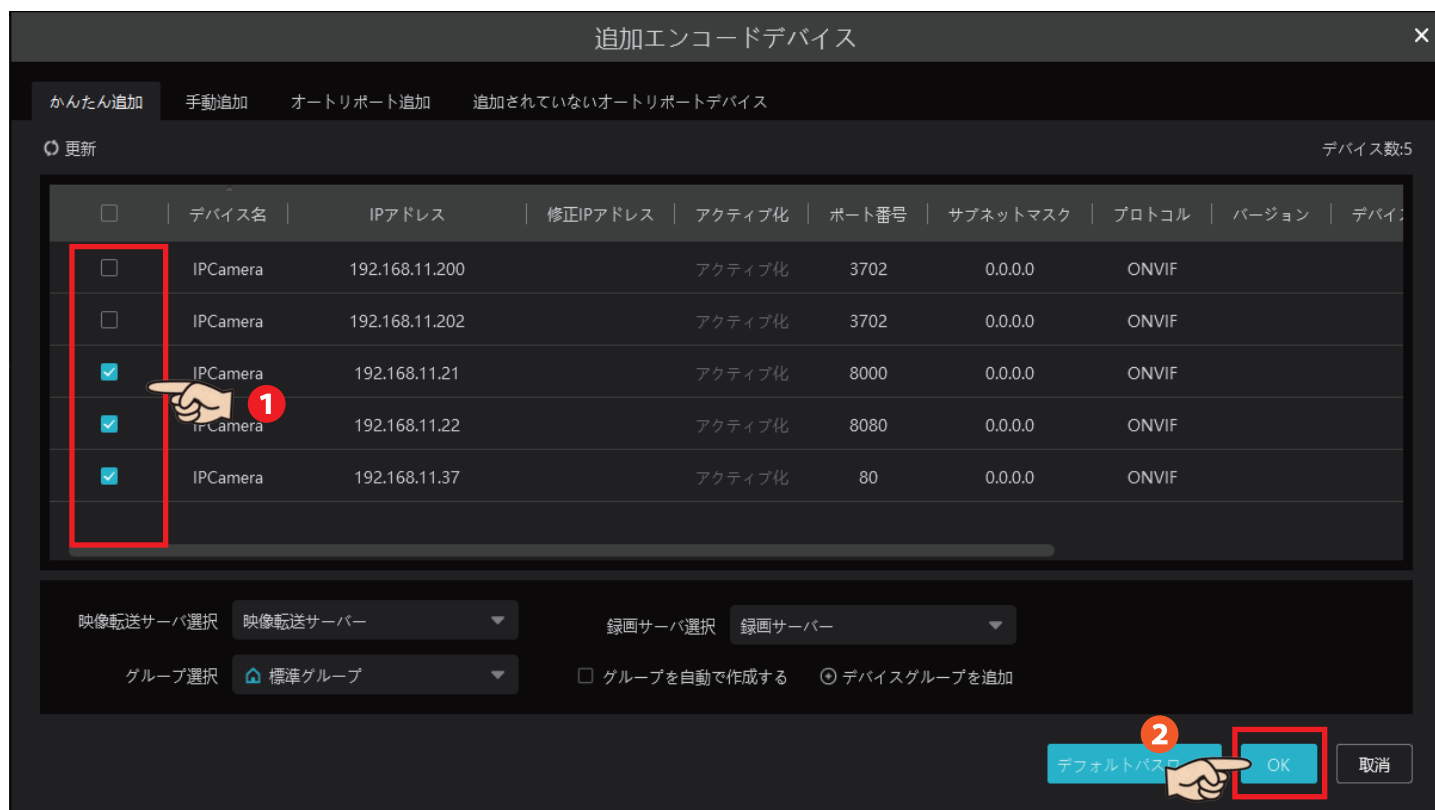 追加エンコードデバイス ×
かんたん追加 手動追加 オートリポート追加 追加されていないオートリポートデバイス
更新 デバイス数:5
デバイス名 IPアドレス 修正IPアドレス アクティブ化 ポート番号 サブネットマスク プロトコル バージョン デバイ
IPCamera 192.168.11.200 アクティブ化 3702 0.0.0.0 ONVIF
IPCamera 192.168.11.202 アクティブ化 3702 0.0.0.0 ONVIF
IPCamera 192.168.11.21 アクティブ化 8000 0.0.0.0 ONVIF
1
IPCamera 192.168.11.22 アクティブ化 8080 0.0.0.0 ONVIF
IPCamera 192.168.11.37 アクティブ化 80 0.0.0.0 ONVIF
映像転送サーバ選択 映像転送サーバー 録画サーバ選択 録画サーバー
グループ選択 標準グループ グループを自動で作成する デバイスグループを追加
2
デフォルトパス OK 取消